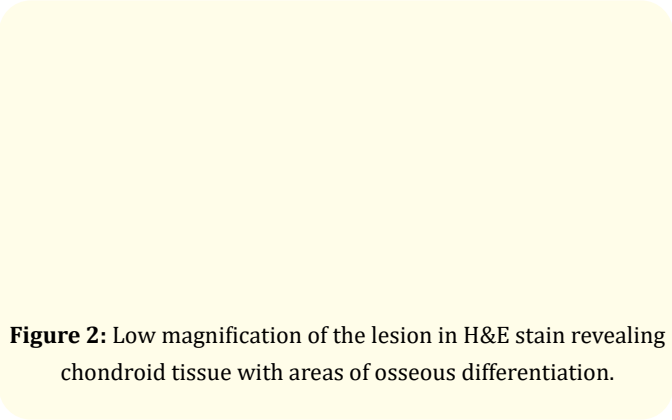 Figure 2: Low magnification of the lesion in H&E stain revealing
chondroid tissue with areas of osseous differentiation.